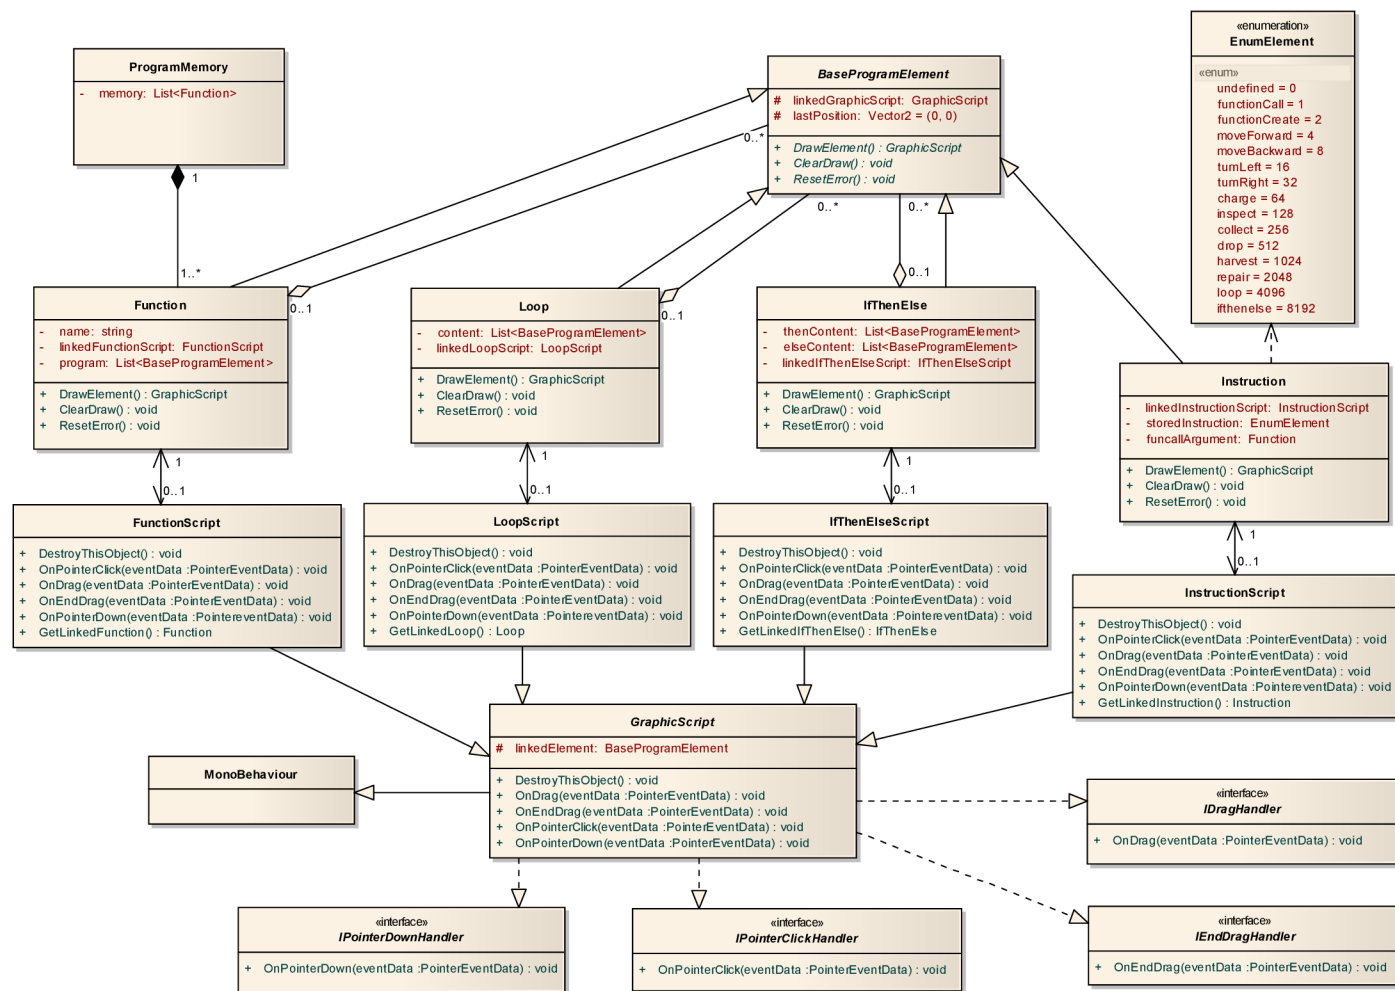 ProgramMemory
- memory: List<Function>
1
1..*
BaseProgramElement
# linkedGraphicScript: GraphicScript
# lastPosition: Vector2 = (0, 0)
+ DrawElement() : GraphicScript
+ ClearDraw() : void
+ ResetError() : void
0..*
0..*
0..*
«enumeration»
EnumElement
«enum»
undefined = 0
functionCall = 1
functionCreate = 2
moveForward = 4
moveBackward = 8
turnLeft = 16
turnRight = 32
charge = 64
inspect = 128
collect = 256
drop = 512
harvest = 1024
repair = 2048
loop = 4096
ifthenelse = 8192
Function
- name: string
- linkedFunctionScript: FunctionScript
- program: List<BaseProgramElement>
+ DrawElement() : GraphicScript
+ ClearDraw() : void
+ ResetError() : void
0..1
1
0..1
Loop
- content: List<BaseProgramElement>
- linkedLoopScript: LoopScript
+ DrawElement() : GraphicScript
+ ClearDraw() : void
+ ResetError() : void
0..1
1
0..1
IfThenElse
- thenContent: List<BaseProgramElement>
- elseContent: List<BaseProgramElement>
- linkedIfThenElseScript: IfThenElseScript
+ DrawElement() : GraphicScript
+ ClearDraw() : void
+ ResetError() : void
0..1
1
0..1
Instruction
- linkedInstructionScript: InstructionScript
- storedInstruction: EnumElement
- funcallArgument: Function
+ DrawElement() : GraphicScript
+ ClearDraw() : void
+ ResetError() : void
1
0..1
FunctionScript
+ DestroyThisObject() : void
+ OnPointerClick(eventData :PointerEventData) : void
+ OnDrag(eventData :PointerEventData) : void
+ OnEndDrag(eventData :PointerEventData) : void
+ OnPointerDown(eventData :Pointereventdata) : void
+ GetLinkedFunction() : Function
LoopScript
+ DestroyThisObject() : void
+ OnPointerClick(eventData :PointerEventData) : void
+ OnDrag(eventData :PointerEventData) : void
+ OnEndDrag(eventData :PointerEventData) : void
+ OnPointerDown(eventData :PointereventData) : void
+ GetLinkedLoop() : Loop
IfThenElseScript
+ DestroyThisObject() : void
+ OnPointerClick(eventData :PointerEventData) : void
+ OnDrag(eventData :PointerEventData) : void
+ OnEndDrag(eventData :PointerEventData) : void
+ OnPointerDown(eventData :PointereventData) : void
+ GetLinkedIfThenElse() : IfThenElse
InstructionScript
+ DestroyThisObject() : void
+ OnPointerClick(eventData :PointerEventData) : void
+ OnDrag(eventData :PointerEventData) : void
+ OnEndDrag(eventData :PointerEventData) : void
+ OnPointerDown(eventData :PointereventData) : void
+ GetLinkedInstruction() : Instruction
GraphicScript
# linkedElement: BaseProgramElement
+ DestroyThisObject() : void
+ OnDrag(eventData :PointerEventData) : void
+ OnEndDrag(eventData :PointerEventData) : void
+ OnPointerClick(eventData :PointerEventData) : void
+ OnPointerDown(eventData :PointerEventData) : void
MonoBehaviour
«interface»
IDragHandler
+ OnDrag(eventData :PointerEventData) : void
«interface»
IPointerDownHandler
+ OnPointerDown(eventData :PointerEventData) : void
«interface»
IPointerClickHandler
+ OnPointerClick(eventData :PointerEventData) : void
«interface»
IEndDragHandler
+ OnEndDrag(eventData :PointerEventData) : void